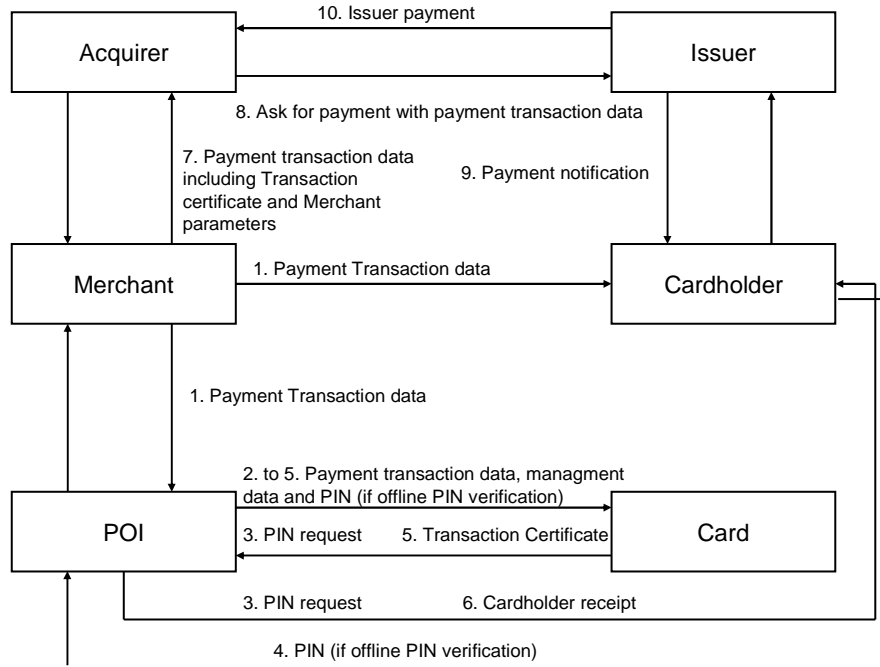 10. Issuer payment
Acquirer
Issuer
8. Ask for payment with payment transaction data
7. Payment transaction data
including Transaction
certificate and Merchant
parameters
9. Payment notification
Merchant
1. Payment Transaction data
Cardholder
1. Payment Transaction data
2. to 5. Payment transaction data, managment
data and PIN (if offline PIN verification)
POI
3. PIN request
5. Transaction Certificate
Card
3. PIN request
6. Cardholder receipt
4. PIN (if offline PIN verification)